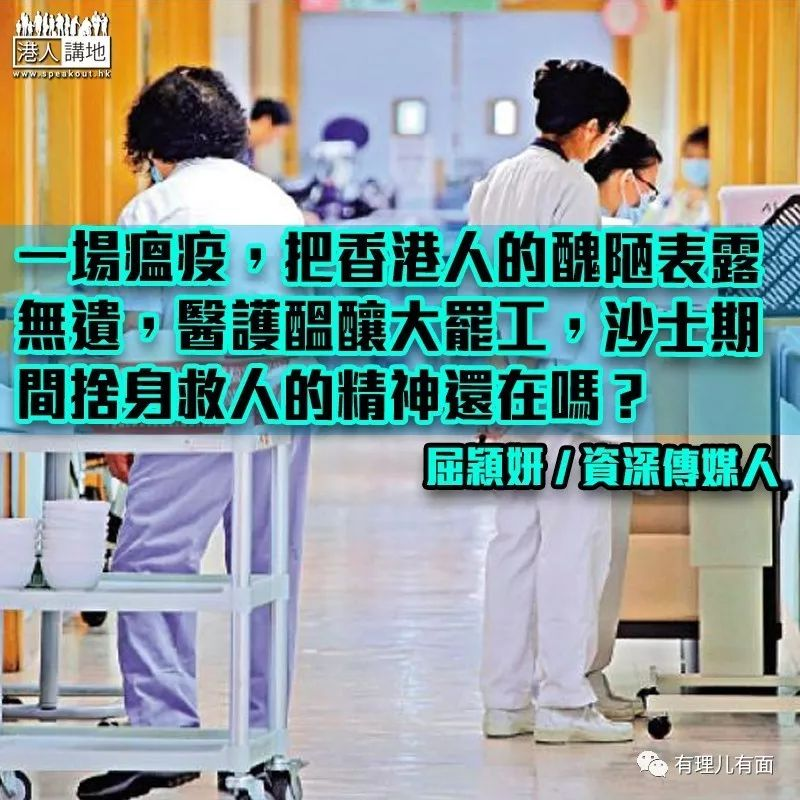 港人講地
www.speakout.hk
一場瘟疫，把香港人的醜陋表露
無遺，醫護醞釀大罷工，沙士期
間捨身救人的精神還在嗎？
屈穎妍 / 資深傳媒人
有理儿有面